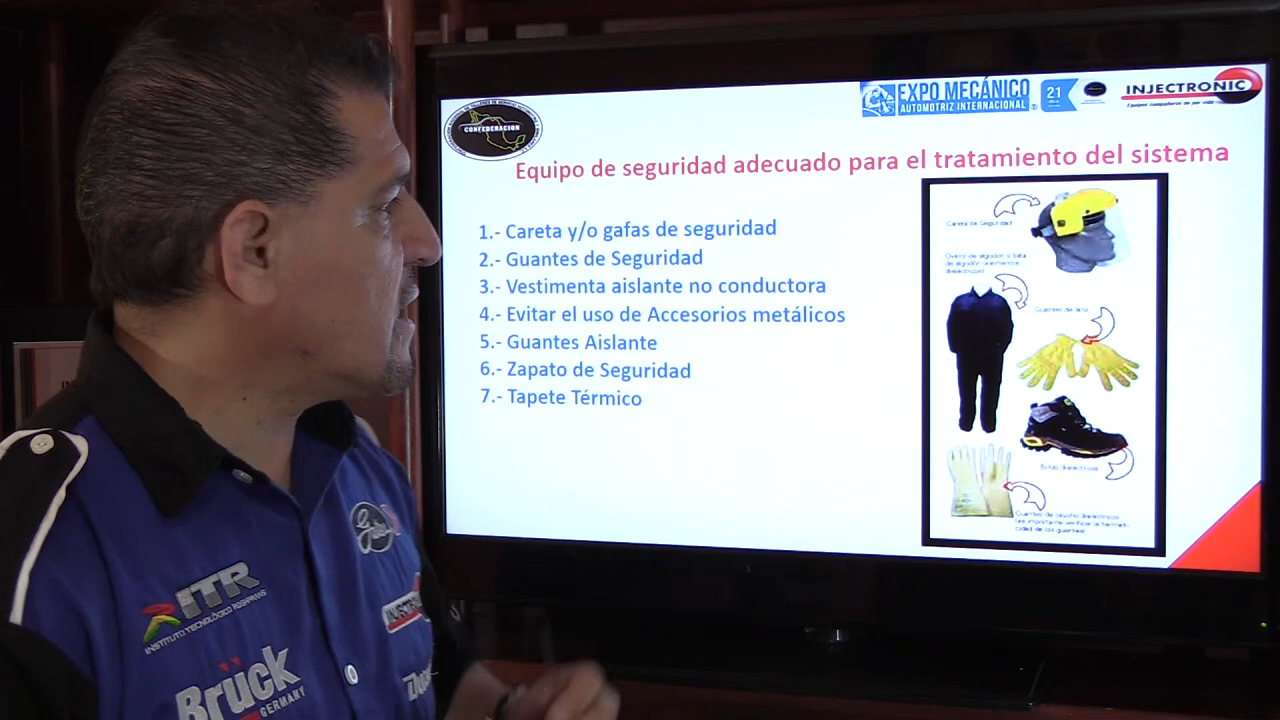 EXPO MECÁNICO
AUTOMOTRIZ INTERNACIONAL
21
INJECTRONIC
CONFEDERACION
Equipo de seguridad adecuado para el tratamiento del sistema
1.- Careta y/o gafas de seguridad
2.- Guantes de Seguridad
3.- Vestimenta aislante no conductora
4.- Evitar el uso de Accesorios metálicos
5.- Guantes Aislante
6.- Zapato de Seguridad
7.- Tapete Térmico
Careta de Seguridad
Guantes de
ITR
INSTITUTO TECNOLÓGICO
Brück
GERMANY